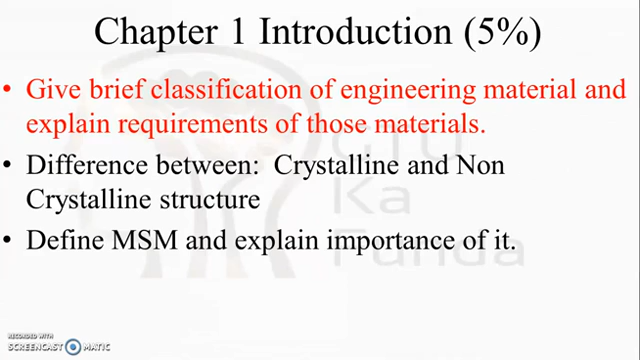 Chapter 1 Introduction (5%)
• Give brief classification of engineering material and
explain requirements of those materials.
• Difference between: Crystalline and Non
Crystalline structure
• Define MSM and explain importance of it.
GTU
Ka
Funda
RECORDED WITH
SCREENCAST MATIC